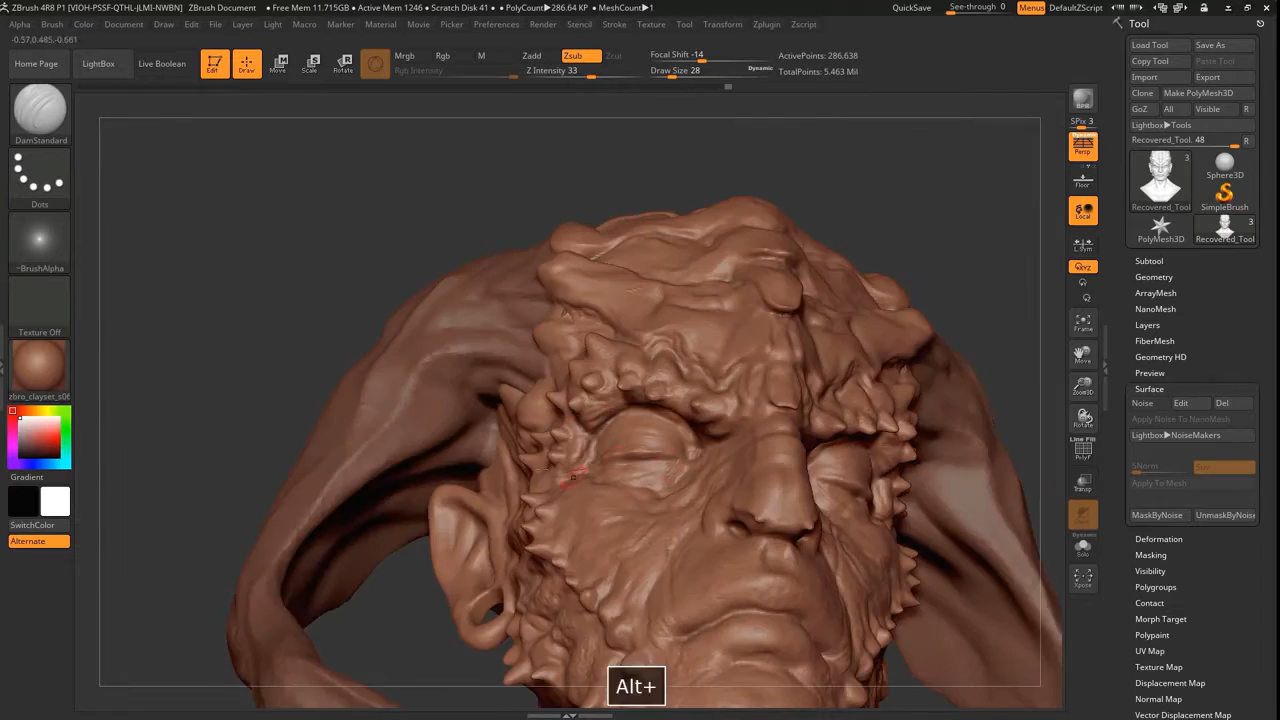 ZBrush 4R8 P1 [VIOH-PSSF-QTHL-JLMI-NWBN] ZBrush Document • Free Mem 11.715GB • Active Mem 1246 • Scratch Disk 41 • PolyCount▶286.64 KP • MeshCount▶1 QuickSave See-through 0 Menus DefaultZScript
Alpha Brush Color Document Draw Edit File Layer Light Macro Marker Material Movie Picker Preferences Render Stencil Stroke Texture Tool Transform Zplugin Zscript
-0.57,0.485,-0.661
Home Page LightBox Live Boolean Edit Draw Move Scale Rotate
Mrgb Rgb M Zadd Zsub Zcut
Rgb Intensity Z Intensity 33
Focal Shift -14
Draw Size 28 Dynamic
ActivePoints: 286,638
TotalPoints: 5.463 Mil
DamStandard
Dots
~BrushAlpha
Texture Off
zbro_clayset_s06
Gradient
SwitchColor
Alternate
Alt+
BPR
SPix 3
Dynamic
Persp
Floor
Local
L.Sym
XYZ
Frame
Move
Zoom3D
Rotate
Line Fill
PolyF
Transp
Dynamic
Solo
Xpose
Tool
Load Tool Save As
Copy Tool Paste Tool
Import Export
Clone Make PolyMesh3D
GoZ All Visible R
Lightbox▶Tools
Recovered_Tool. 48 R
3
Recovered_Tool
Sphere3D
SimpleBrush
PolyMesh3D
3
Recovered_Tool
Subtool
Geometry
ArrayMesh
NanoMesh
Layers
FiberMesh
Geometry HD
Preview
Surface
Noise Edit Del
Apply Noise To NanoMesh
Lightbox▶NoiseMakers
SNorm
Apply To Mesh
MaskByNoise UnmaskByNoise
Deformation
Masking
Visibility
Polygroups
Contact
Morph Target
Polypaint
UV Map
Texture Map
Displacement Map
Normal Map
Vector Displacement Map